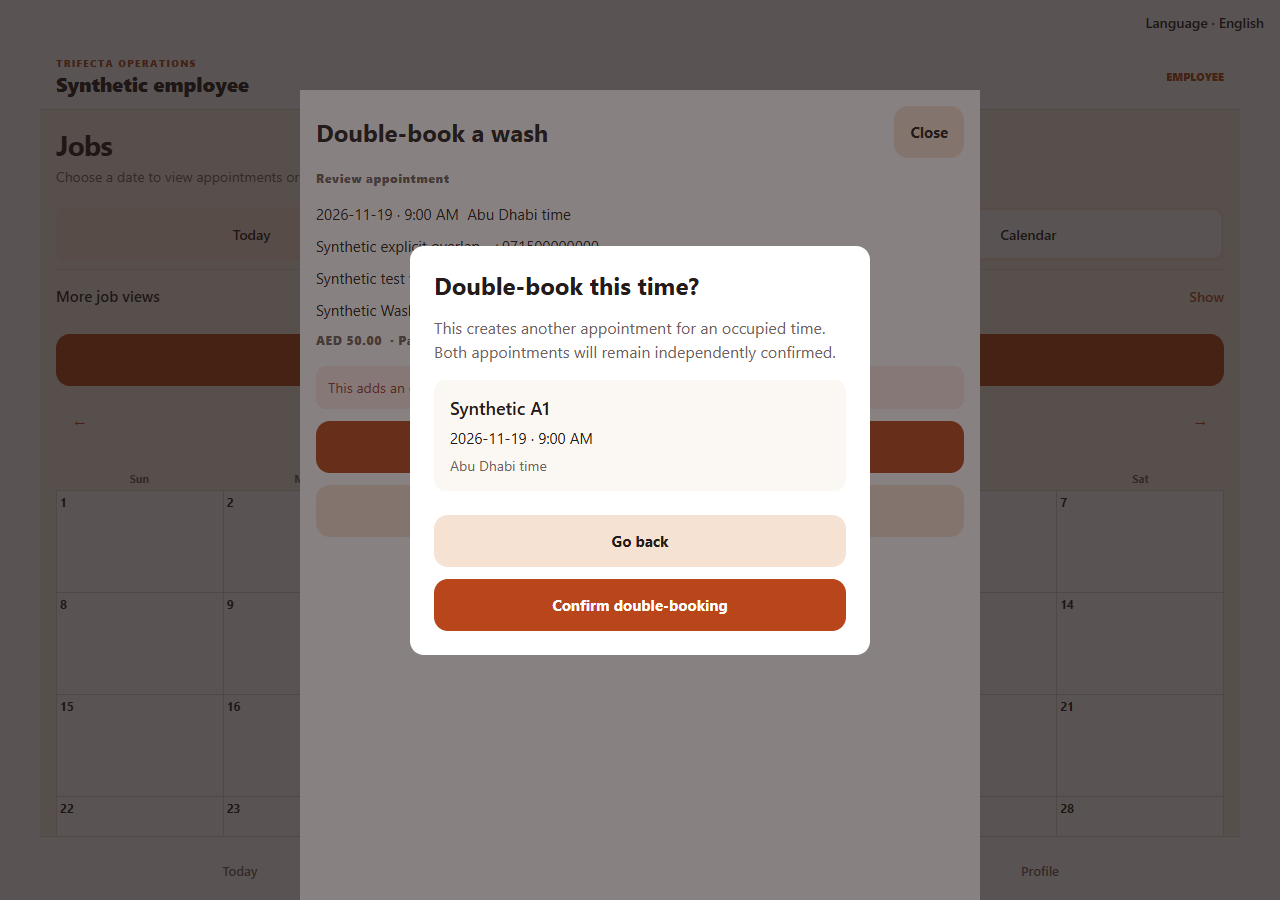 Language · English
TRIFECTA OPERATIONS
Synthetic employee
EMPLOYEE
Jobs
Choose a date to view appointments or
Today
Calendar
More job views
Show
←
→
Sun
Sat
1
2
7
8
9
14
15
16
21
22
23
28
Today
Profile
Double-book a wash
Close
Review appointment
2026-11-19 · 9:00 AM Abu Dhabi time
Synthetic explicit overlap · +971500000000
Synthetic test
Synthetic
AED 50.00 ·
This adds an
Double-book this time?
This creates another appointment for an occupied time.
Both appointments will remain independently confirmed.
Synthetic A1
2026-11-19 · 9:00 AM
Abu Dhabi time
Go back
Confirm double-booking